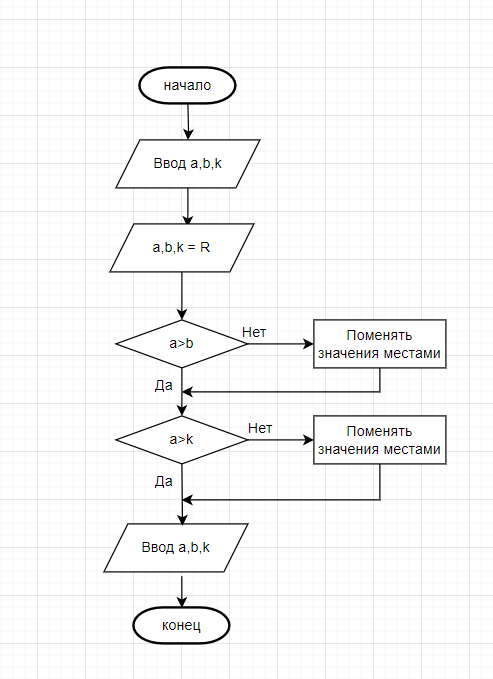 начало
Ввод a,b,k
a,b,k = R
a>b
Нет
Поменять
значения местами
Да
a>k
Нет
Поменять
значения местами
Да
Ввод a,b,k
конец